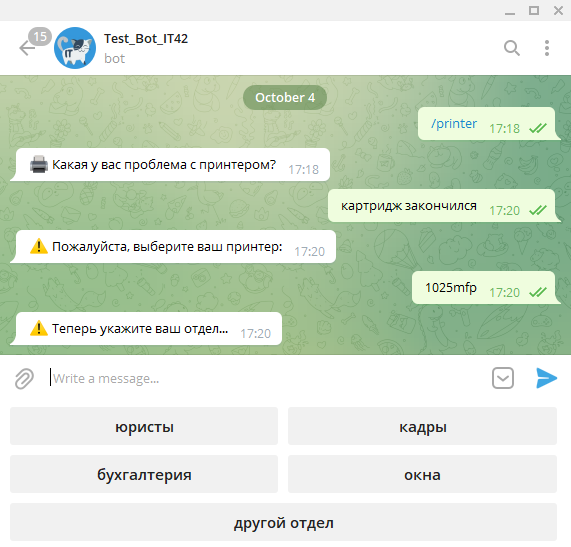 15
Test_Bot_IT42
bot
October 4
/printer 17:18
Какая у вас проблема с принтером? 17:18
картридж закончился 17:20
Пожалуйста, выберите ваш принтер: 17:20
1025mfp 17:20
Теперь укажите ваш отдел... 17:20
Write a message...
юристы кадры
бухгалтерия окна
другой отдел